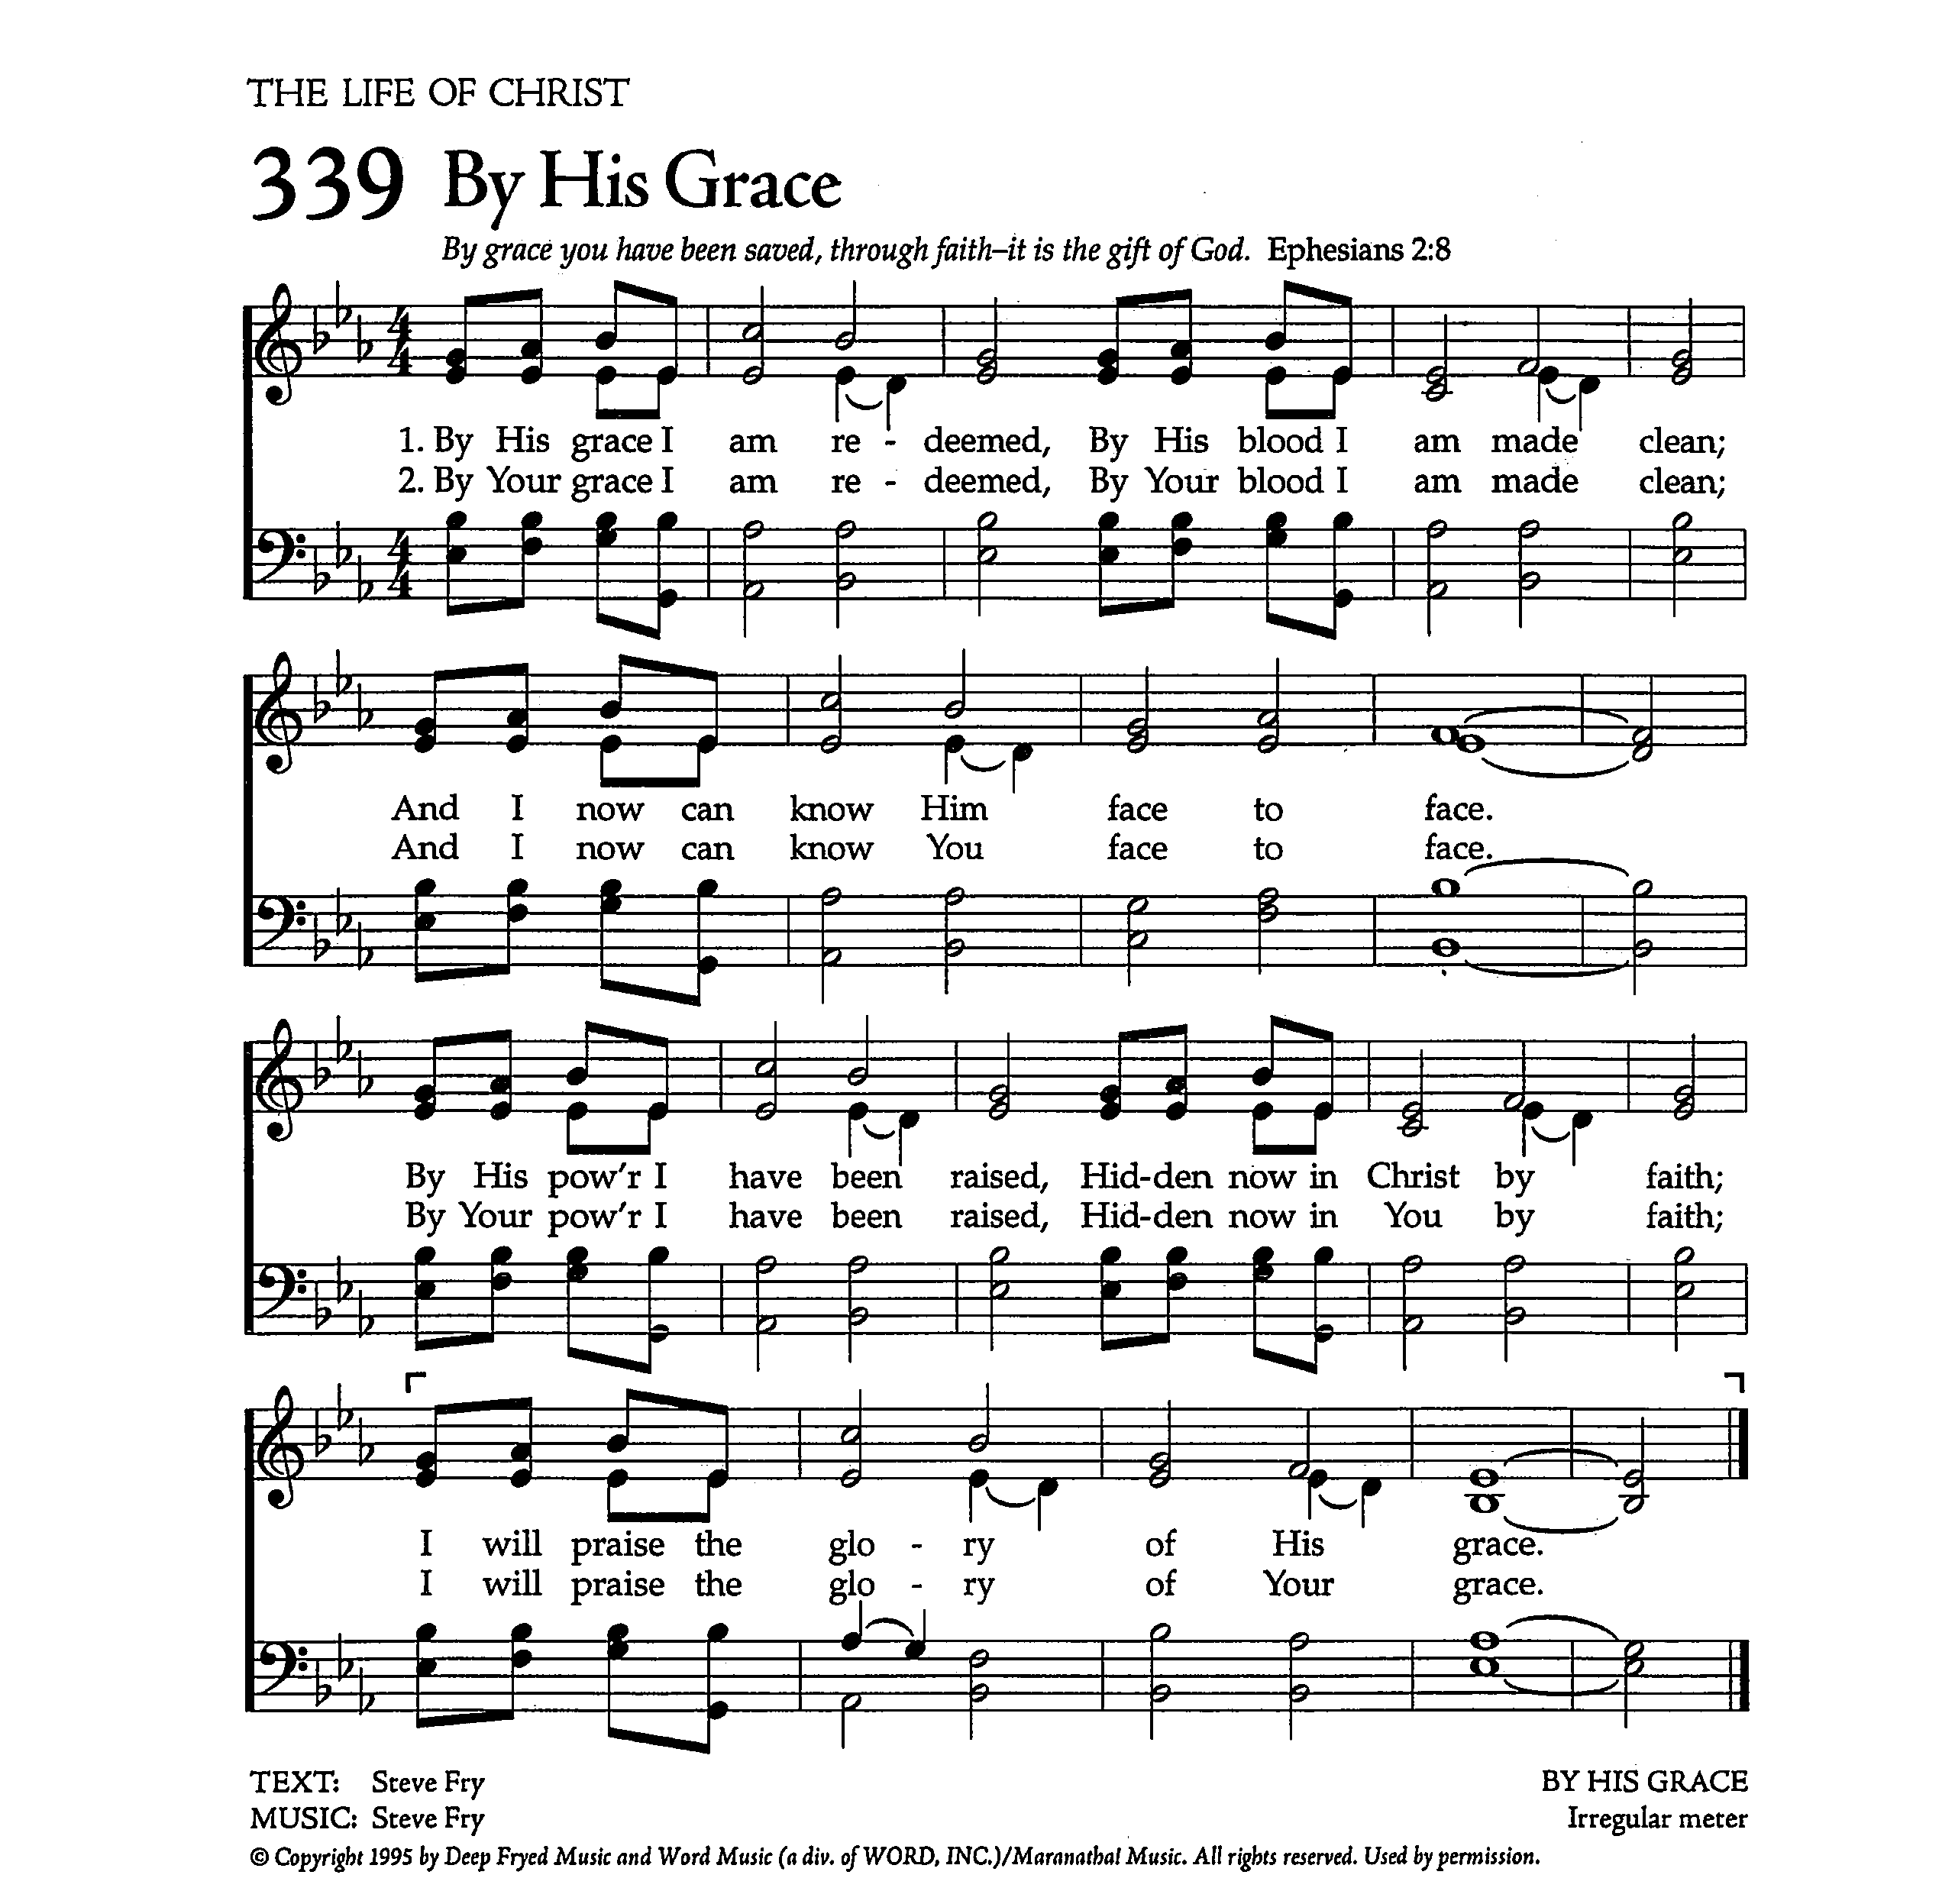 THE LIFE OF CHRIST
339 By His Grace
By grace you have been saved, through faith–it is the gift of God. Ephesians 2:8
1. By His grace I am re - deemed, By His blood I am made clean;
2. By Your grace I am re - deemed, By Your blood I am made clean;
And I now can know Him face to face.
And I now can know You face to face.
By His pow'r I have been raised, Hid-den now in Christ by faith;
By Your pow'r I have been raised, Hid-den now in You by faith;
I will praise the glo - ry of His grace.
I will praise the glo - ry of Your grace.
TEXT: Steve Fry BY HIS GRACE
MUSIC: Steve Fry Irregular meter
© Copyright 1995 by Deep Fryed Music and Word Music (a div. of WORD, INC.)/Maranatha! Music. All rights reserved. Used by permission.